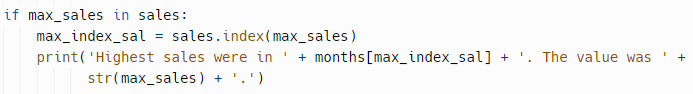 if max_sales in sales:
    max_index_sal = sales.index(max_sales)
    print('Highest sales were in ' + months[max_index_sal] + '. The value was ' +
          str(max_sales) + '.')